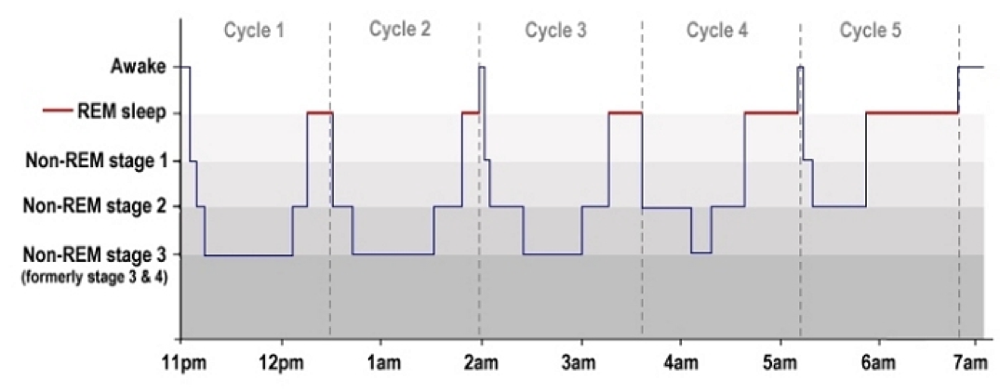 Cycle 1 Cycle 2 Cycle 3 Cycle 4 Cycle 5
Awake
REM sleep
Non-REM stage 1
Non-REM stage 2
Non-REM stage 3
(formerly stage 3 & 4)
11pm 12pm 1am 2am 3am 4am 5am 6am 7am